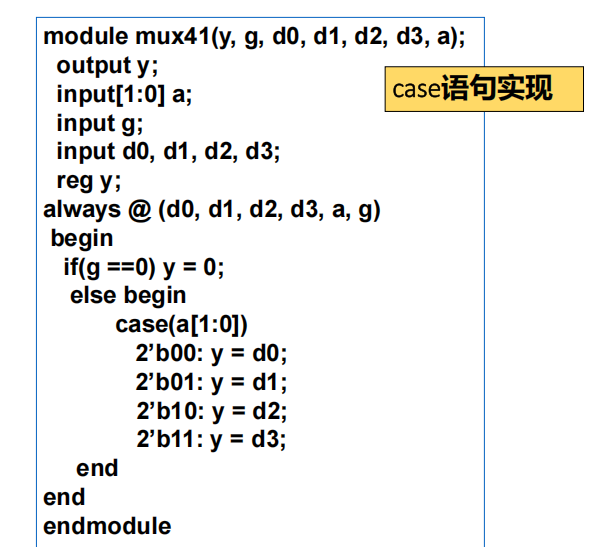 module mux41(y, g, d0, d1, d2, d3, a);
output y;
case语句实现
input[1:0] a;
input g;
input d0, d1, d2, d3;
reg y;
always @ (d0, d1, d2, d3, a, g)
begin
if(g ==0) y = 0;
else begin
case(a[1:0])
2’b00: y = d0;
2’b01: y = d1;
2’b10: y = d2;
2’b11: y = d3;
end
end
endmodule